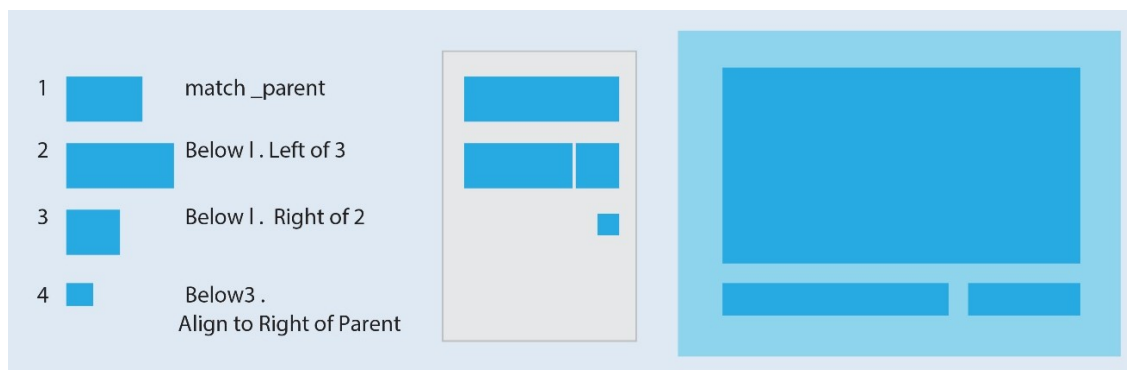 1 match _parent
2 Below l . Left of 3
3 Below l . Right of 2
4 Below3 .
Align to Right of Parent